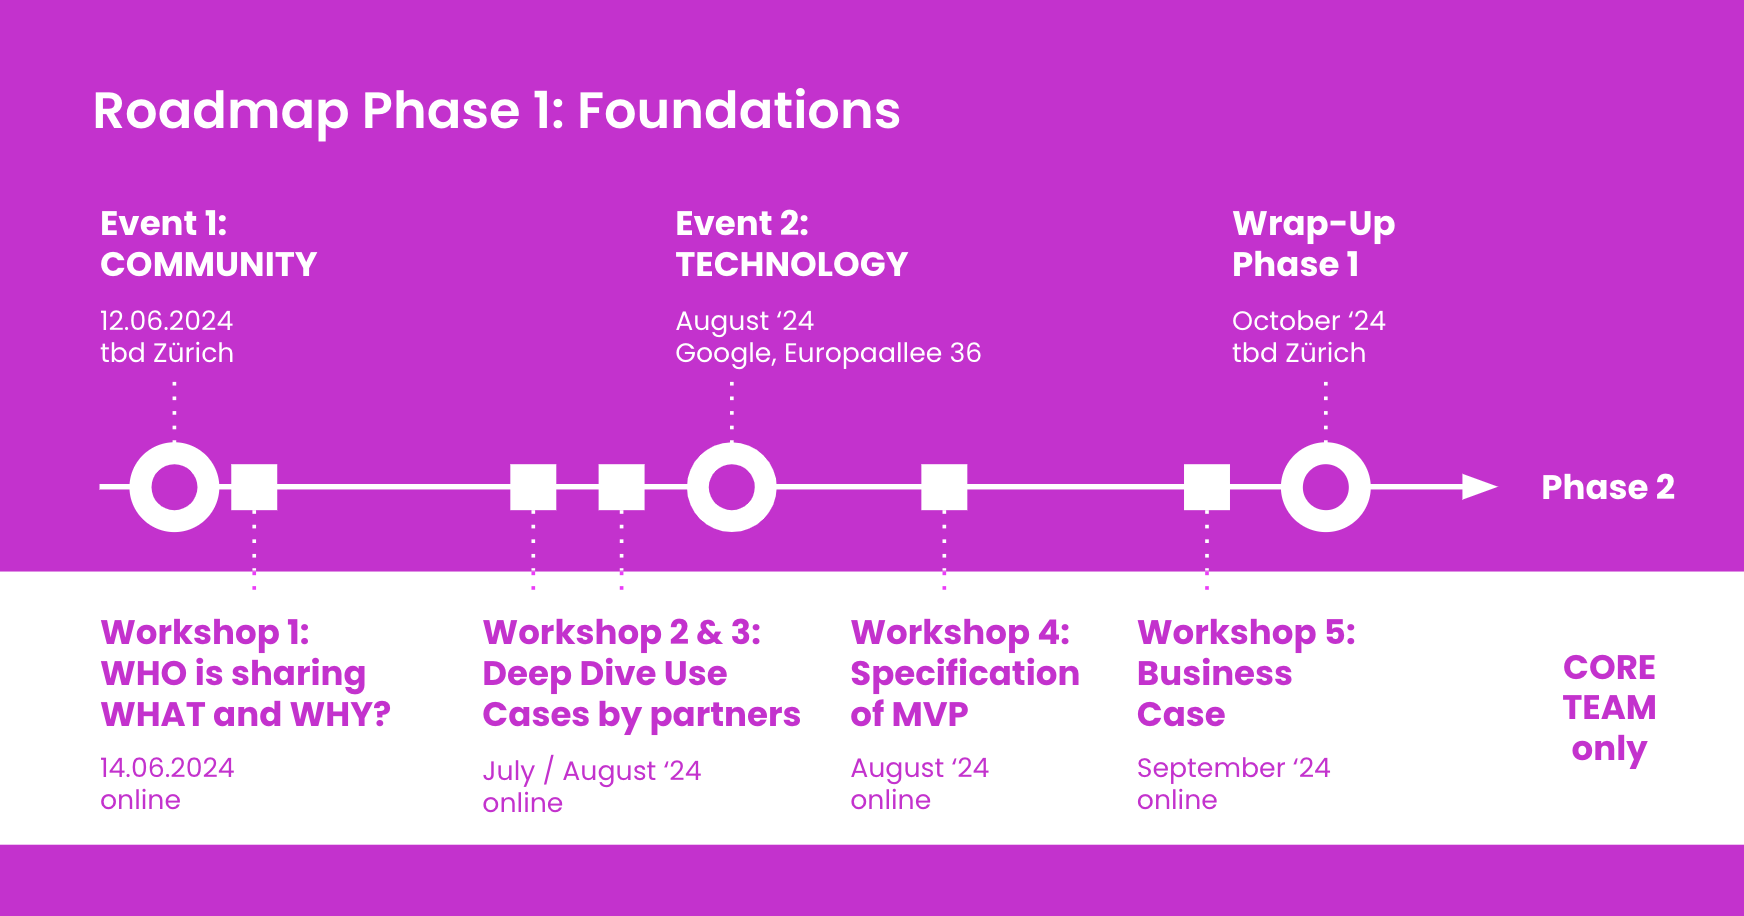 Roadmap Phase 1: Foundations
Event 1:
COMMUNITY
12.06.2024
tbd Zürich
Event 2:
TECHNOLOGY
August ‘24
Google, Europaallee 36
Wrap-Up
Phase 1
October ‘24
tbd Zürich
Phase 2
Workshop 1:
WHO is sharing
WHAT and WHY?
14.06.2024
online
Workshop 2 & 3:
Deep Dive Use
Cases by partners
July / August ‘24
online
Workshop 4:
Specification
of MVP
August ‘24
online
Workshop 5:
Business
Case
September ‘24
online
CORE
TEAM
only